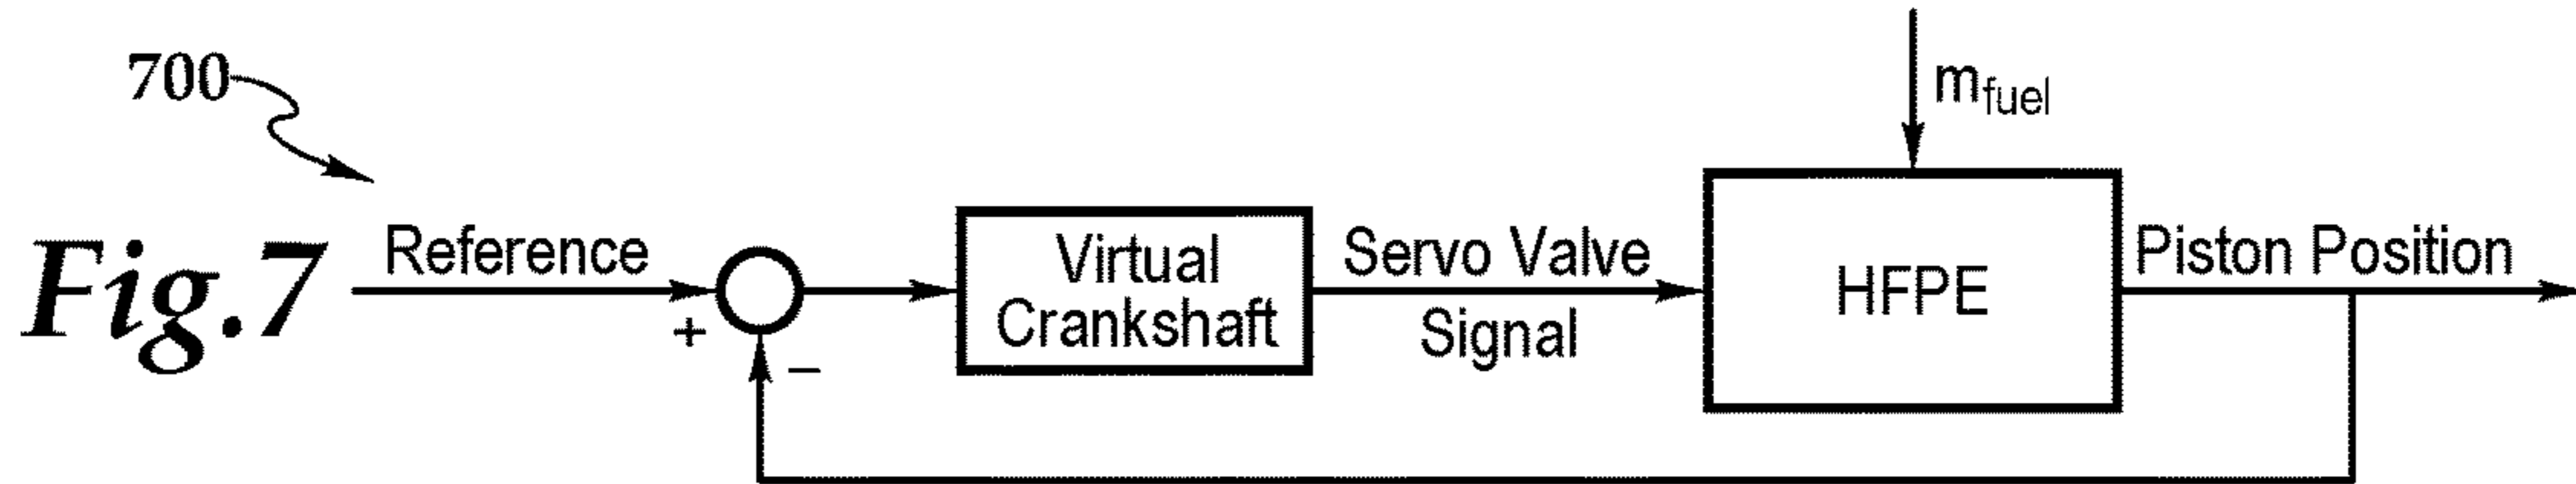 700
m_fuel
Fig.7
Reference
+
−
Virtual
Crankshaft
Servo Valve
Signal
HFPE
Piston Position